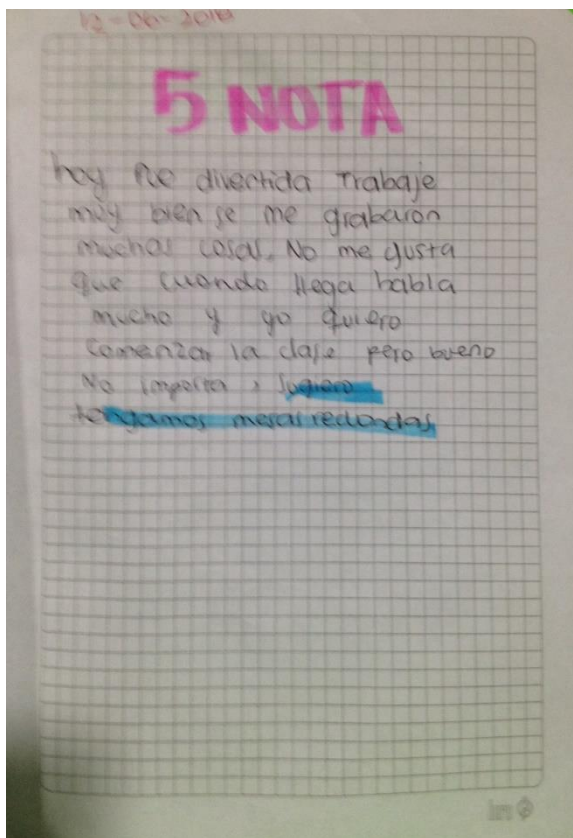 5 NOTA
hoy fue divertida Trabaje
muy bien se me grabaron
muchas cosas. No me gusta
que cuando llega habla
mucho y yo quiero
comenzar la clase pero bueno
No importa, sugiero
tengamos mesas redondas